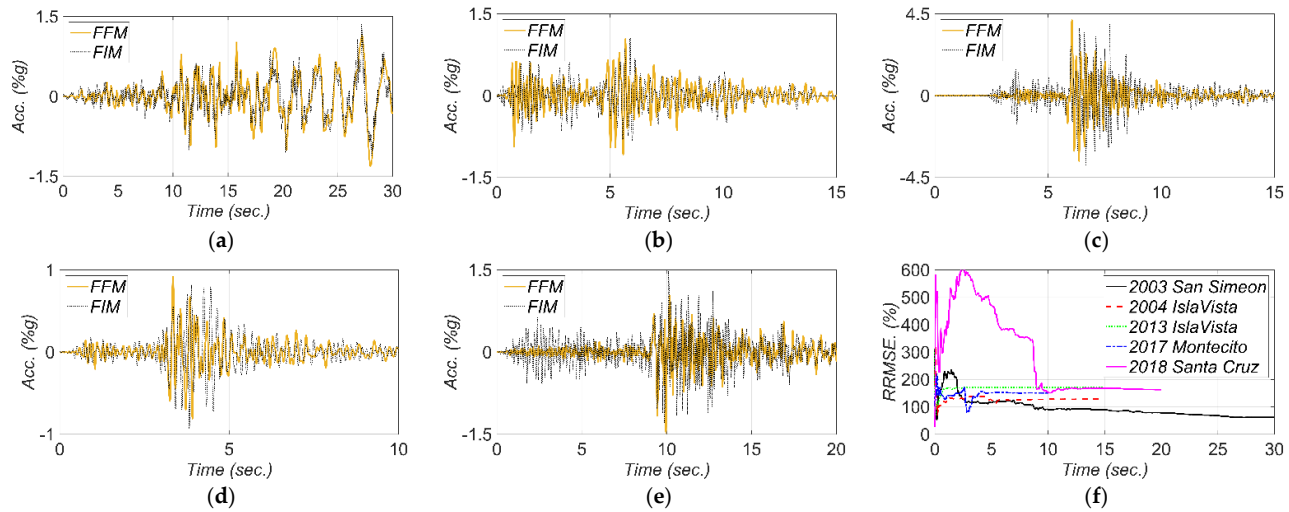 1.5
FFM
FIM
Acc. (%g)
0
-1.5
0 5 10 15 20 25 30
Time (sec.)
(a)
1.5
FFM
FIM
Acc. (%g)
0
-1.5
0 5 10 15
Time (sec.)
(b)
4.5
FFM
FIM
Acc. (%g)
0
-4.5
0 5 10 15
Time (sec.)
(c)
1
FFM
FIM
Acc. (%g)
0
-1
0 5 10
Time (sec.)
(d)
1.5
FFM
FIM
Acc. (%g)
0
-1.5
0 5 10 15 20
Time (sec.)
(e)
600
500
400
300
200
100
0
RRMSE. (%)
2003 San Simeon
2004 IslaVista
2013 IslaVista
2017 Montecito
2018 Santa Cruz
0 5 10 15 20 25 30
Time (sec.)
(f)